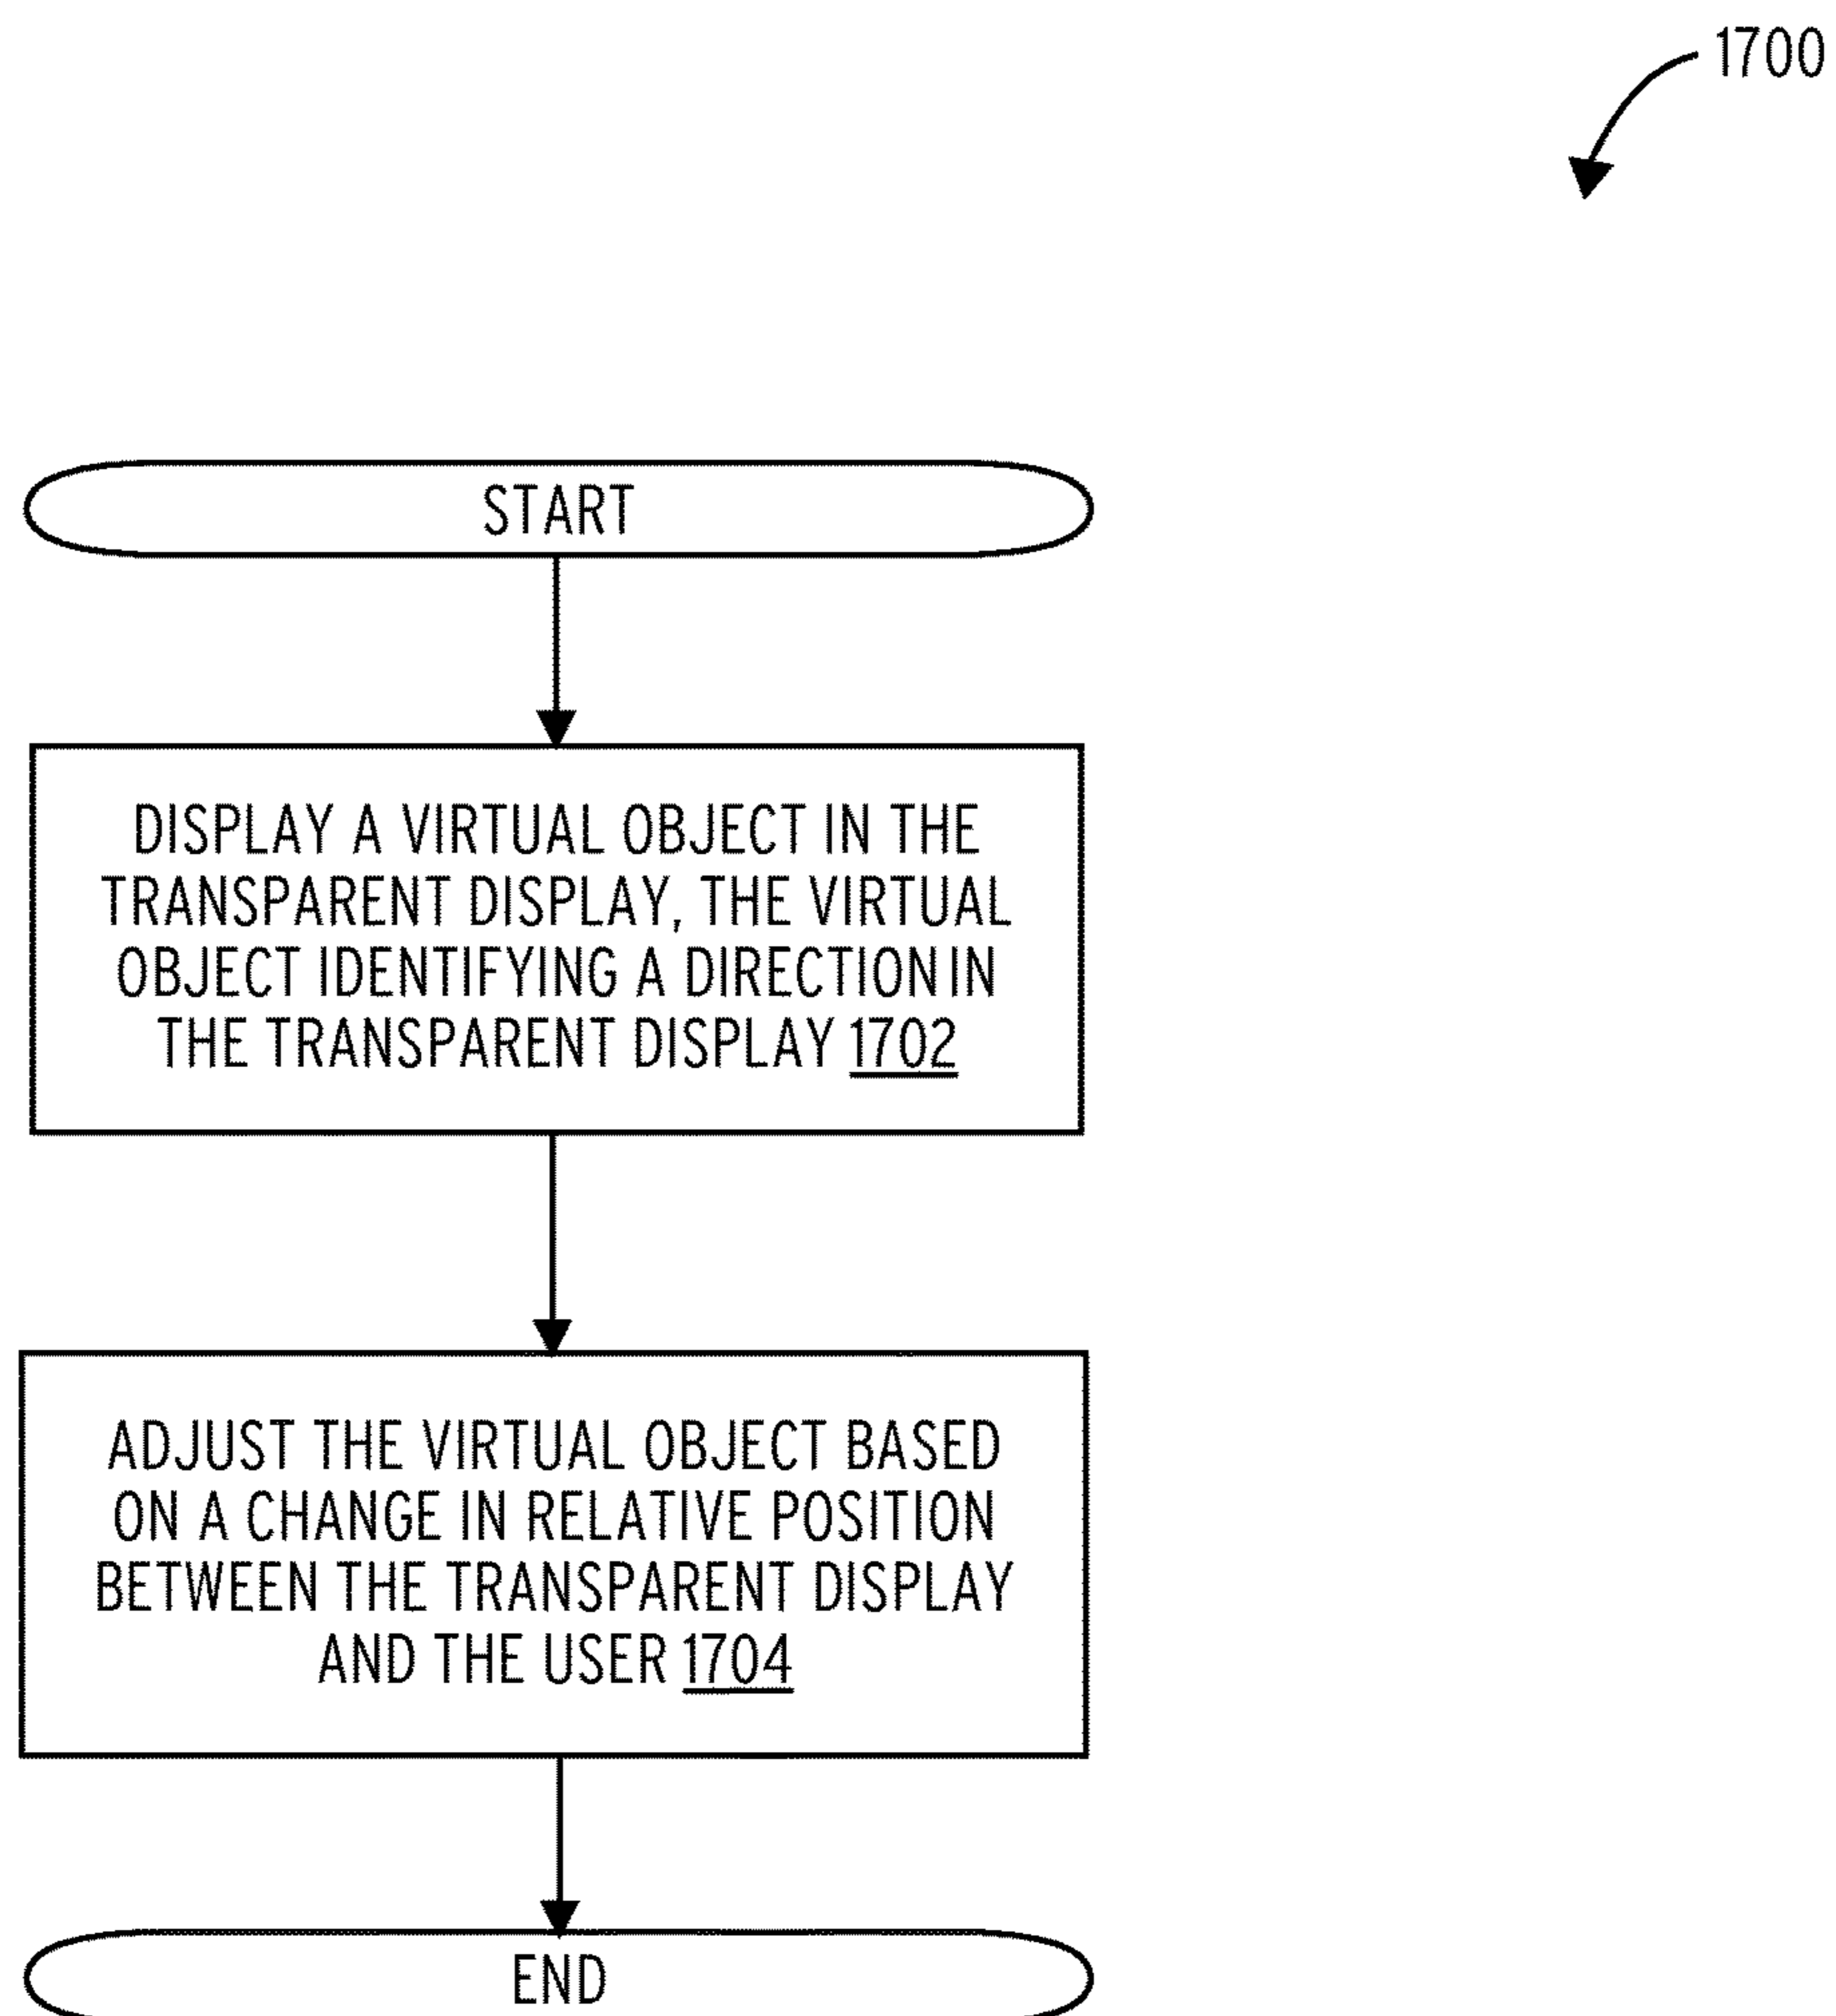 1700
START
DISPLAY A VIRTUAL OBJECT IN THE
TRANSPARENT DISPLAY, THE VIRTUAL
OBJECT IDENTIFYING A DIRECTION IN
THE TRANSPARENT DISPLAY 1702
ADJUST THE VIRTUAL OBJECT BASED
ON A CHANGE IN RELATIVE POSITION
BETWEEN THE TRANSPARENT DISPLAY
AND THE USER 1704
END